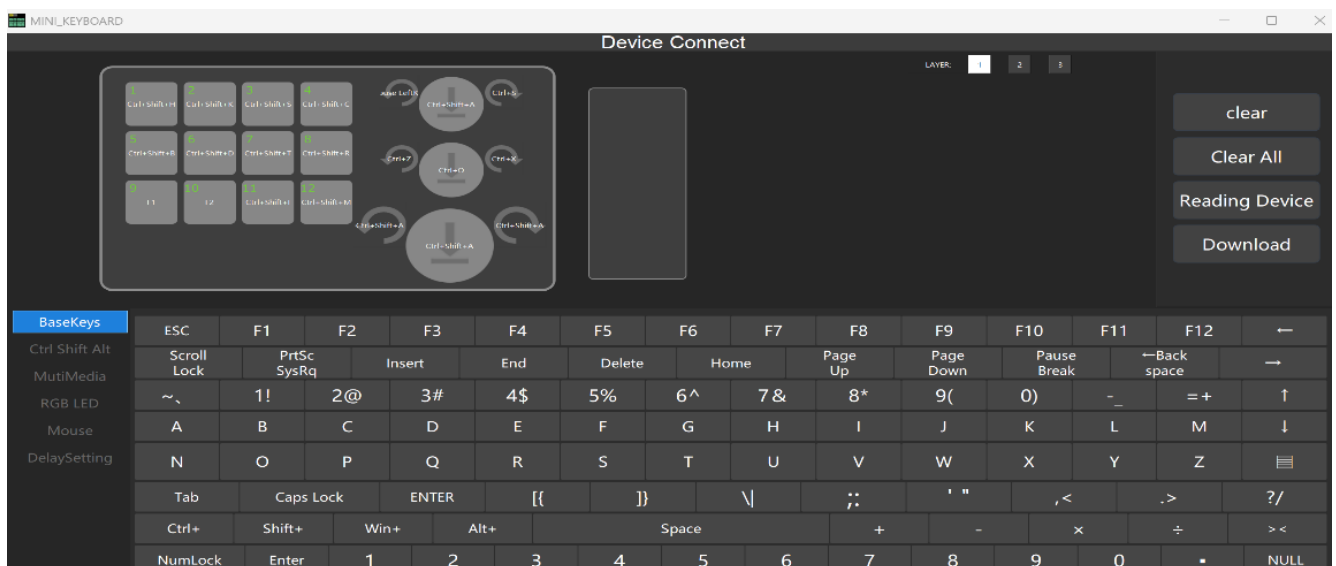 MINI_KEYBOARD
Device Connect
LAYER: 1 2 3
1 2 3 4
Ctrl+Shift+H Ctrl+Shift+K Ctrl+Shift+S Ctrl+Shift+C
Ctrl+Shift+A Ctrl+S
5 6 7 8
Ctrl+Shift+B Ctrl+Shift+D Ctrl+Shift+T Ctrl+Shift+R
Ctrl+Z Ctrl+O Ctrl+X
9 10 11 12
F2 Ctrl+Shift+I Ctrl+Shift+M
Ctrl+Shift+A Ctrl+Shift+A Ctrl+Shift+A
clear
Clear All
Reading Device
Download
BaseKeys
Ctrl Shift Alt
MutiMedia
RGB LED
Mouse
DelaySetting
ESC F1 F2 F3 F4 F5 F6 F7 F8 F9 F10 F11 F12 ←
Scroll Lock PrtSc SysRq Insert End Delete Home Page Up Page Down Pause Break ←Back space →
~、 1! 2@ 3# 4$ 5% 6^ 7& 8* 9( 0) -_ =+ ↑
A B C D E F G H I J K L M ↓
N O P Q R S T U V W X Y Z
Tab Caps Lock ENTER [{ ]} \| ;: ' " ,< .> ?/
Ctrl+ Shift+ Win+ Alt+ Space + - × ÷ ><
NumLock Enter 1 2 3 4 5 6 7 8 9 0 ▪ NULL